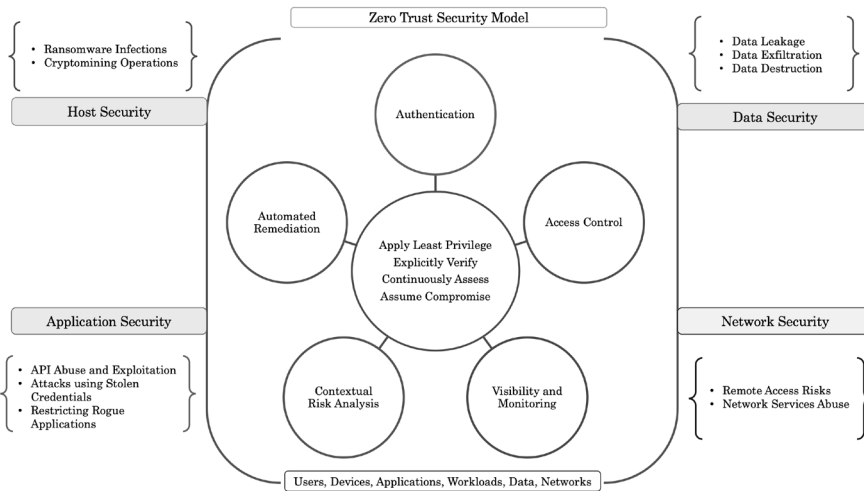 Zero Trust Security Model
• Ransomware Infections
• Cryptomining Operations
Host Security
• Data Leakage
• Data Exfiltration
• Data Destruction
Data Security
Authentication
Automated
Remediation
Access Control
Apply Least Privilege
Explicitly Verify
Continuously Assess
Assume Compromise
Application Security
• API Abuse and Exploitation
• Attacks using Stolen
Credentials
• Restricting Rogue
Applications
Network Security
• Remote Access Risks
• Network Services Abuse
Contextual
Risk Analysis
Visibility and
Monitoring
Users, Devices, Applications, Workloads, Data, Networks